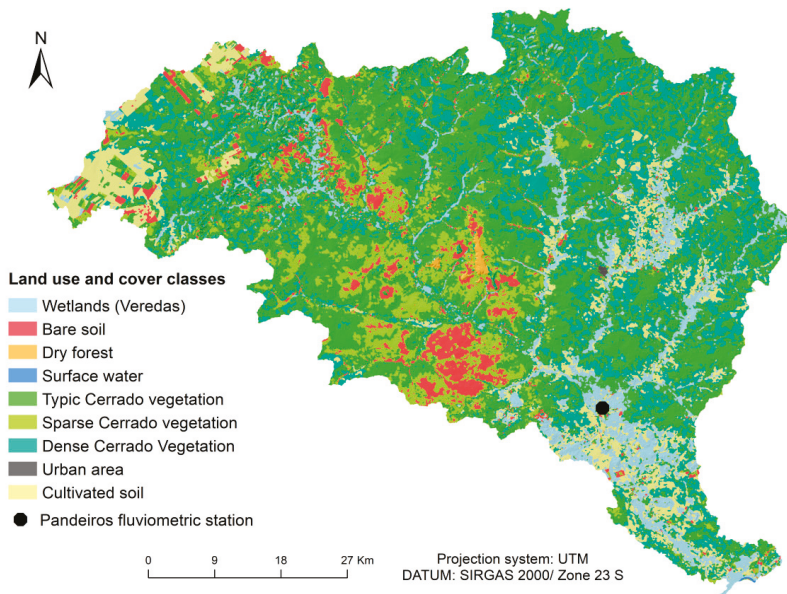 N
Land use and cover classes
Wetlands (Veredas)
Bare soil
Dry forest
Surface water
Typic Cerrado vegetation
Sparse Cerrado vegetation
Dense Cerrado Vegetation
Urban area
Cultivated soil
Pandeiros fluviometric station
0 9 18 27 Km
Projection system: UTM
DATUM: SIRGAS 2000/ Zone 23 S